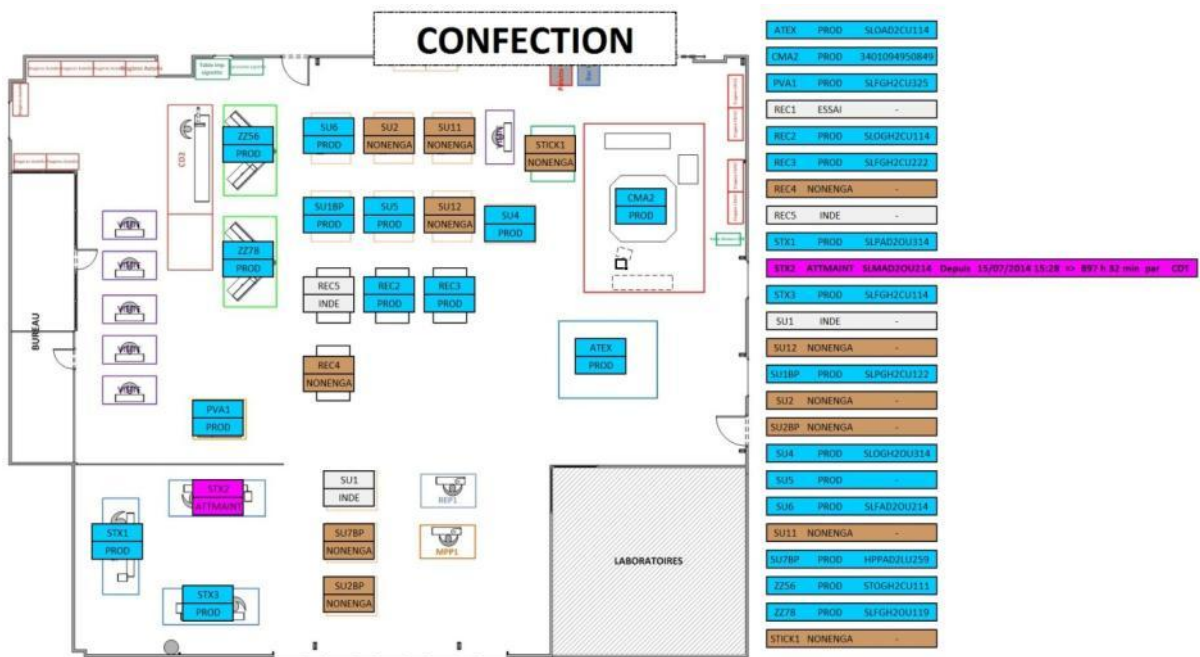 CONFECTION
ZZ56
PROD
SU6
PROD
SU2
NONENGA
SU11
NONENGA
STICK1
NONENGA
CD2
SU1BP
PROD
SU5
PROD
SU12
NONENGA
SU4
PROD
CMA2
PROD
ZZ78
PROD
REC5
INDE
REC2
PROD
REC3
PROD
BUREAU
ATEX
PROD
REC4
NONENGA
PVA1
PROD
STX2
ATTMAINT
SU1
INDE
REP1
STX1
PROD
SU7BP
NONENGA
MPP1
LABORATOIRES
SU2BP
NONENGA
STX3
PROD
ATEX PROD SLOAD2CU114
CMA2 PROD 3401094950849
PVA1 PROD SLFGH2CU325
REC1 ESSAI -
REC2 PROD SLOGH2CU114
REC3 PROD SLFGH2CU222
REC4 NONENGA -
REC5 INDE -
STX1 PROD SLPAD2OU314
STX2 ATTMAINT SLMAD2OU214 Depuis 15/07/2014 15:28 => 897 h 32 min par CD1
STX3 PROD SLFGH2CU114
SU1 INDE -
SU12 NONENGA -
SU1BP PROD SLPGH2CU122
SU2 NONENGA -
SU2BP NONENGA -
SU4 PROD SLOGH2OU314
SU5 PROD -
SU6 PROD SLFAD2OU214
SU11 NONENGA -
SU7BP PROD HPPAD2LU259
ZZ56 PROD STOGH2CU111
ZZ78 PROD SLFGH2OU119
STICK1 NONENGA -